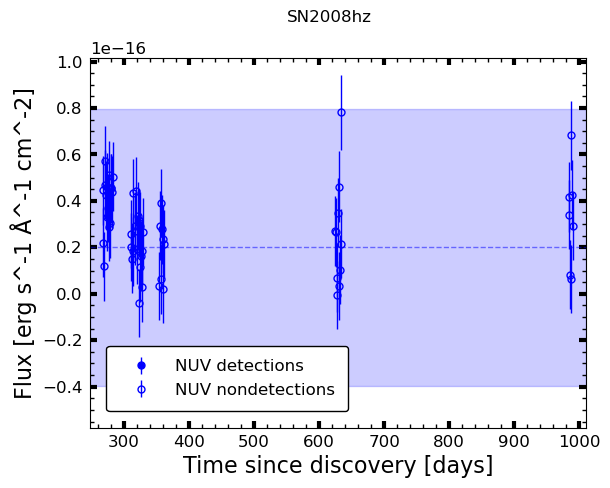 SN2008hz
1e−16
1.0
0.8
0.6
0.4
0.2
0.0
−0.2
−0.4
Flux [erg s^-1 Å^-1 cm^-2]
NUV detections
NUV nondetections
300 400 500 600 700 800 900 1000
Time since discovery [days]